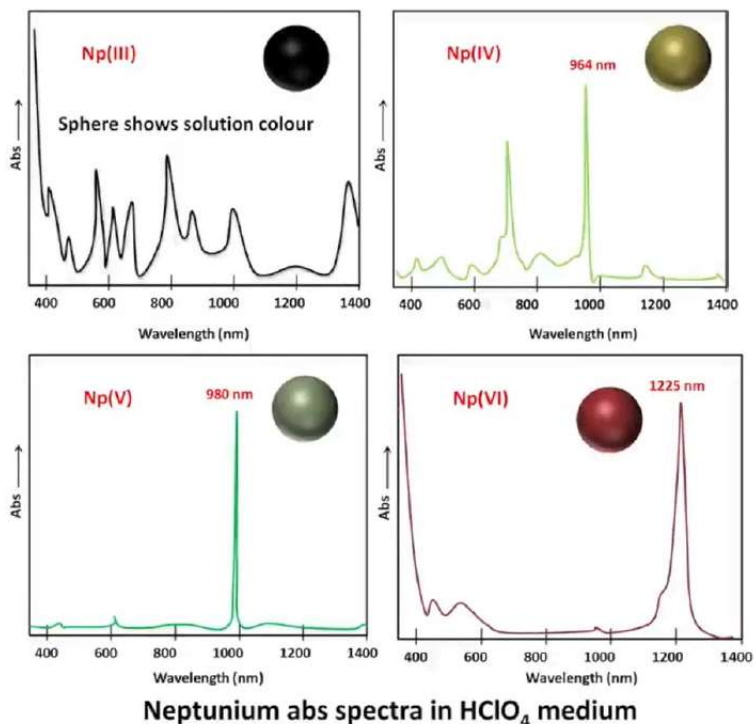 Np(III)
Sphere shows solution colour
Abs
400 600 800 1000 1200 1400
Wavelength (nm)
Np(IV)
964 nm
Abs
400 600 800 1000 1200 1400
Wavelength (nm)
Np(V)
980 nm
Abs
400 600 800 1000 1200 1400
Wavelength (nm)
Np(VI)
1225 nm
Abs
400 600 800 1000 1200
Wavelength (nm)
Neptunium abs spectra in HClO₄ medium